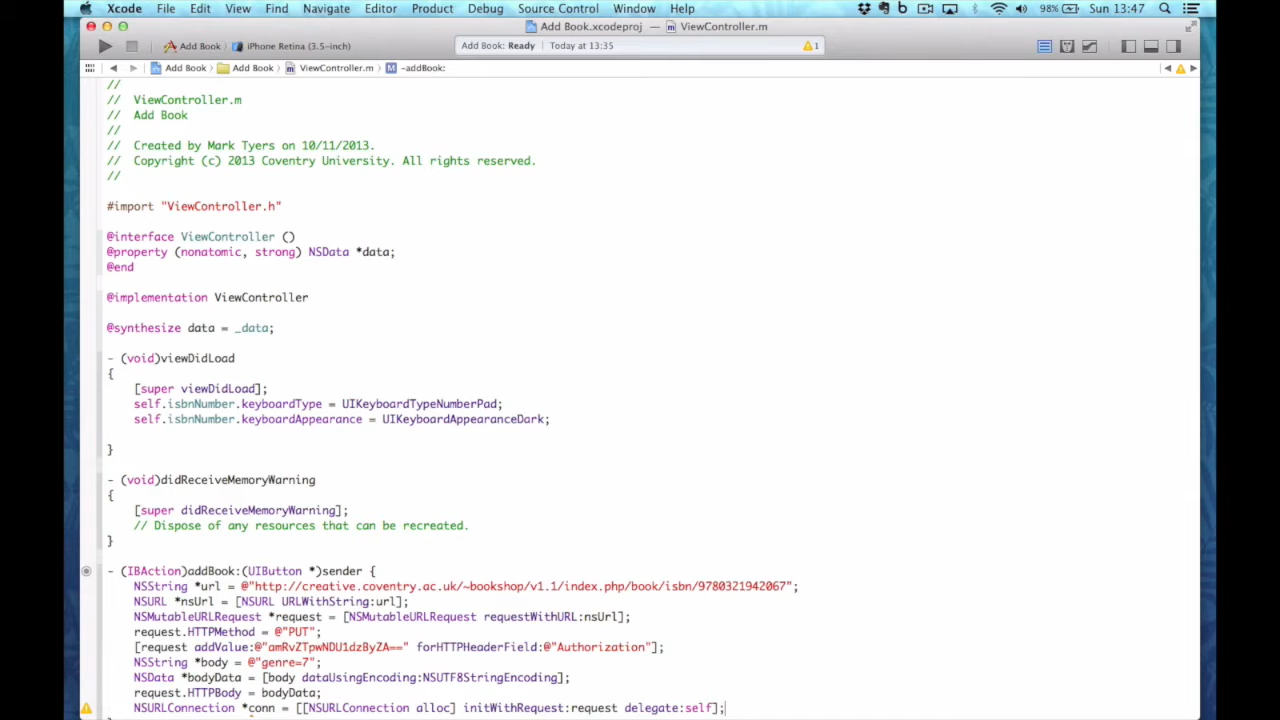 Xcode File Edit View Find Navigate Editor Product Debug Source Control Window Help 98% Sun 13:47
Add Book.xcodeproj — ViewController.m
Add Book iPhone Retina (3.5-inch) Add Book: Ready Today at 13:35 1
Add Book Add Book ViewController.m M -addBook:
//
// ViewController.m
// Add Book
//
// Created by Mark Tyers on 10/11/2013.
// Copyright (c) 2013 Coventry University. All rights reserved.
//
#import "ViewController.h"
@interface ViewController ()
@property (nonatomic, strong) NSData *data;
@end
@implementation ViewController
@synthesize data = _data;
- (void)viewDidLoad
{
[super viewDidLoad];
self.isbnNumber.keyboardType = UIKeyboardTypeNumberPad;
self.isbnNumber.keyboardAppearance = UIKeyboardAppearanceDark;
}
- (void)didReceiveMemoryWarning
{
[super didReceiveMemoryWarning];
// Dispose of any resources that can be recreated.
}
- (IBAction)addBook:(UIButton *)sender {
NSString *url = @"http://creative.coventry.ac.uk/~bookshop/v1.1/index.php/book/isbn/9780321942067";
NSURL *nsUrl = [NSURL URLWithString:url];
NSMutableURLRequest *request = [NSMutableURLRequest requestWithURL:nsUrl];
request.HTTPMethod = @"PUT";
[request addValue:@"amRvZTpwNDU1dzByZA==" forHTTPHeaderField:@"Authorization"];
NSString *body = @"genre=7";
NSData *bodyData = [body dataUsingEncoding:NSUTF8StringEncoding];
request.HTTPBody = bodyData;
NSURLConnection *conn = [[NSURLConnection alloc] initWithRequest:request delegate:self];